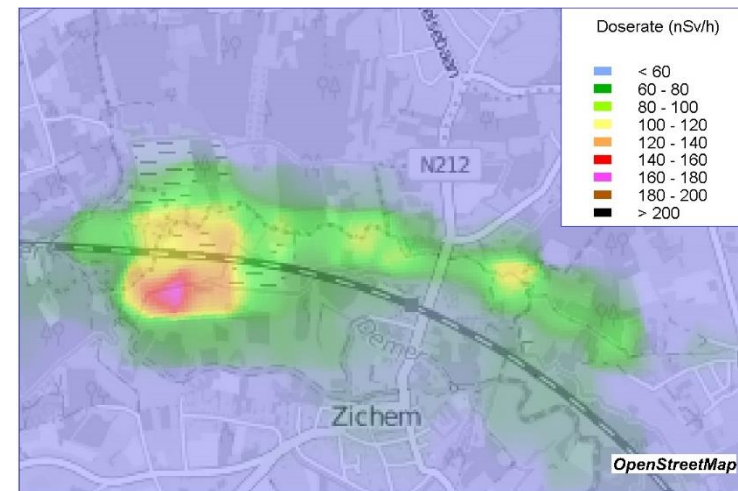 Doserate (nSv/h)
< 60
60 - 80
80 - 100
100 - 120
120 - 140
140 - 160
160 - 180
180 - 200
> 200
N212
Demer
Zichem
OpenStreetMap